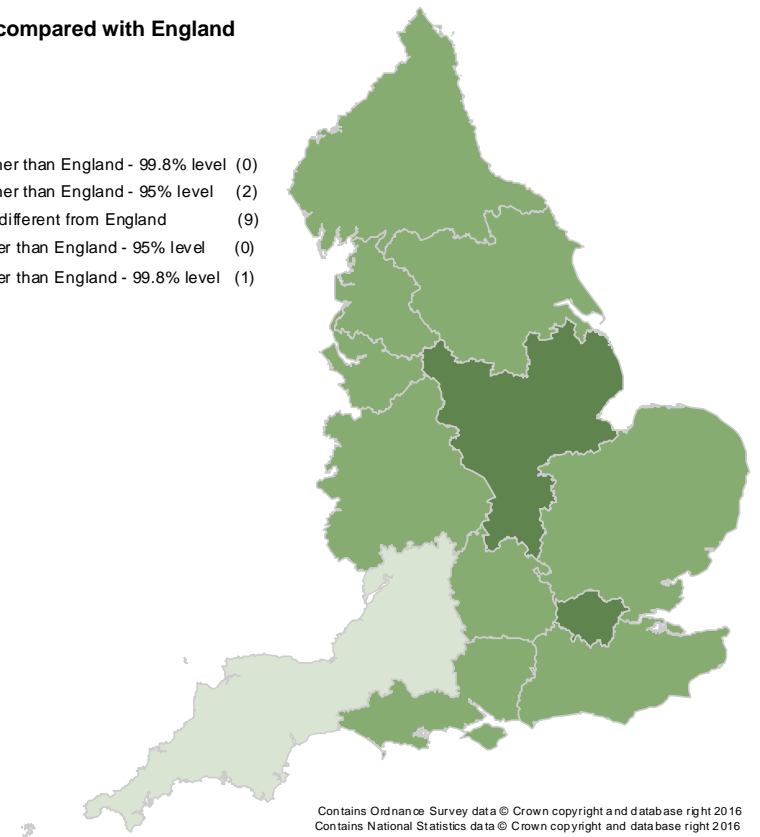 compared with England
her than England - 99.8% level (0)
her than England - 95% level (2)
different from England (9)
er than England - 95% level (0)
er than England - 99.8% level (1)
Contains Ordnance Survey data © Crown copyright and database right 2016
Contains National Statistics data © Crown copyright and database right 2016